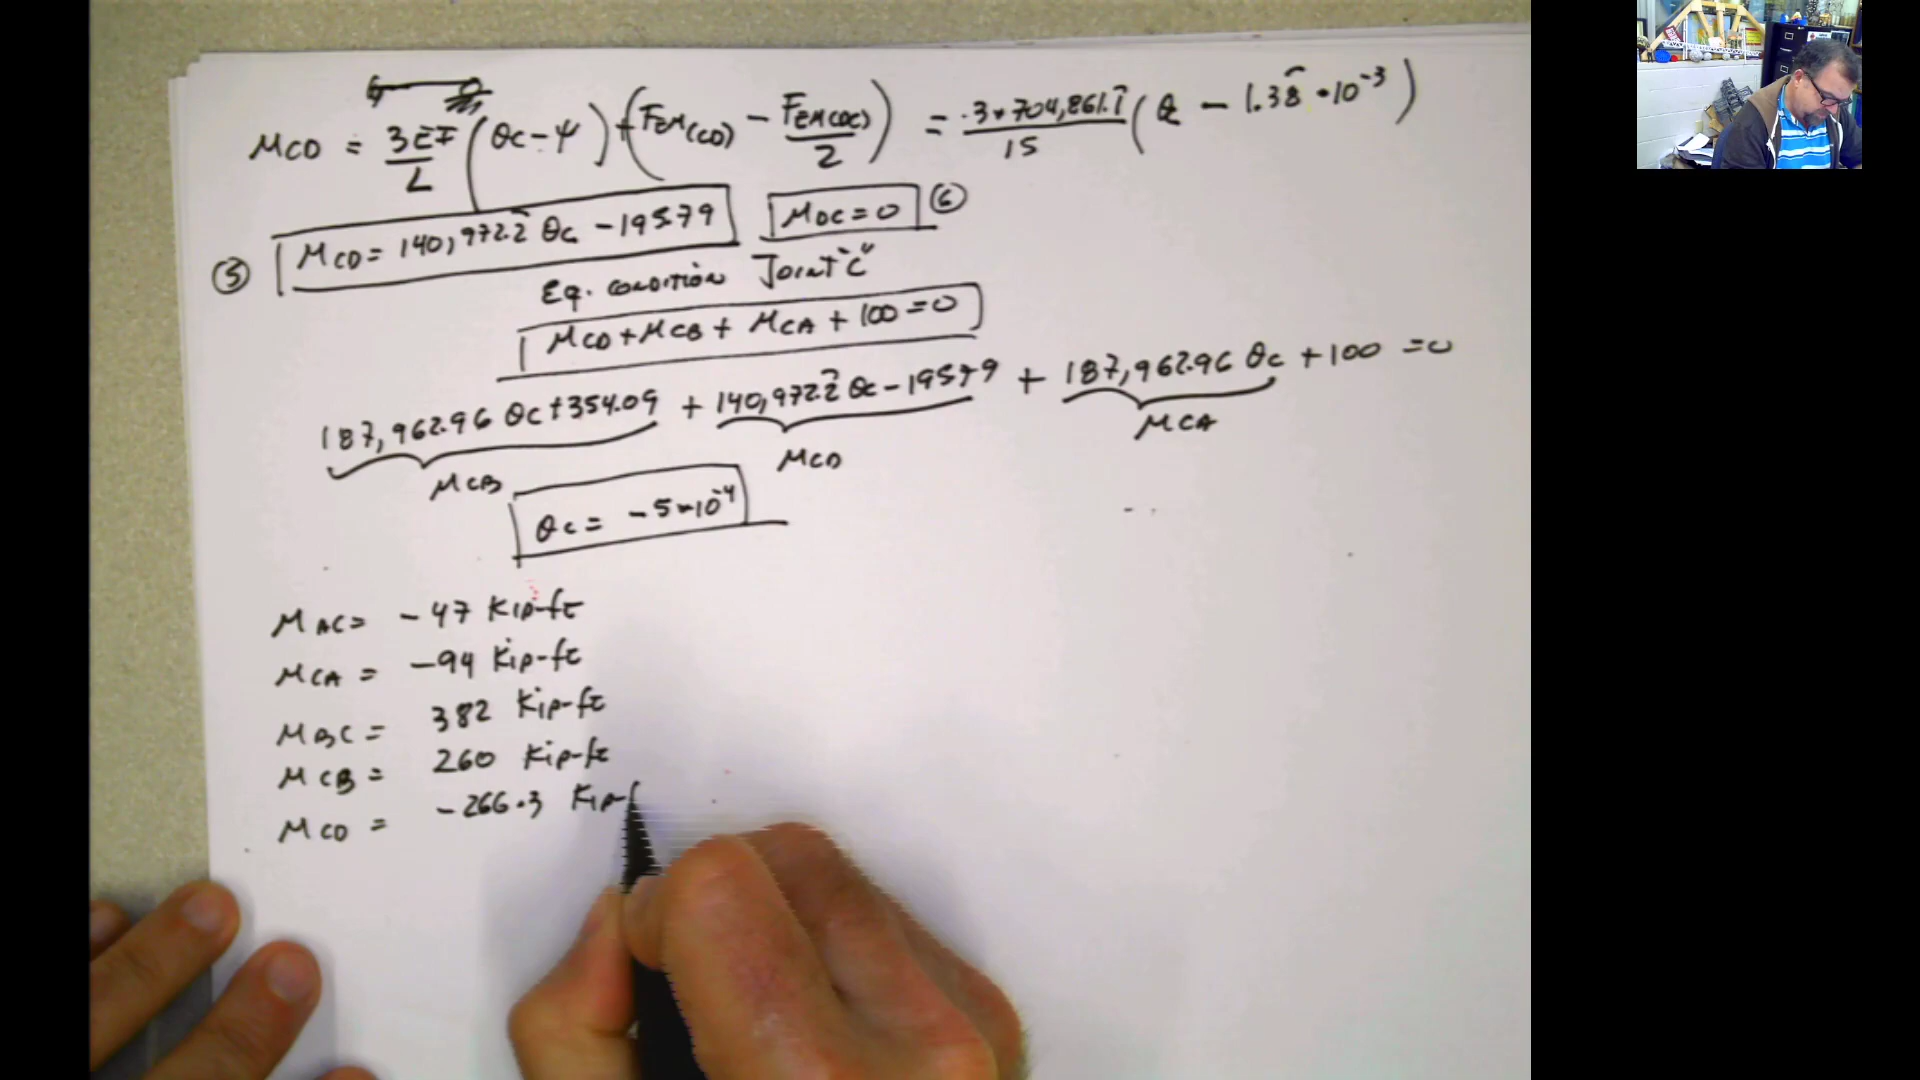 MCD = 3EI/L (θc - ψ) + (FEM(CD) - FEM(DC)/2) = 3*704,861.1̄/15 (θc - 1.38̄ * 10^-3)
⑤ MCD = 140,972.2̄ θc - 195.79 MDC = 0 ⑥
Eq. condition Joint "C"
MCD + MCB + MCA + 100 = 0
187,962.96 θc + 354.09 + 140,972.2̄ θc - 195.79 + 187,962.96 θc + 100 = 0
MCB MCD MCA
θc = -5*10^-4
MAC = -47 Kip-ft
MCA = -94 Kip-ft
MBC = 382 Kip-ft
MCB = 260 Kip-ft
MCD = -266.3 Kip-f